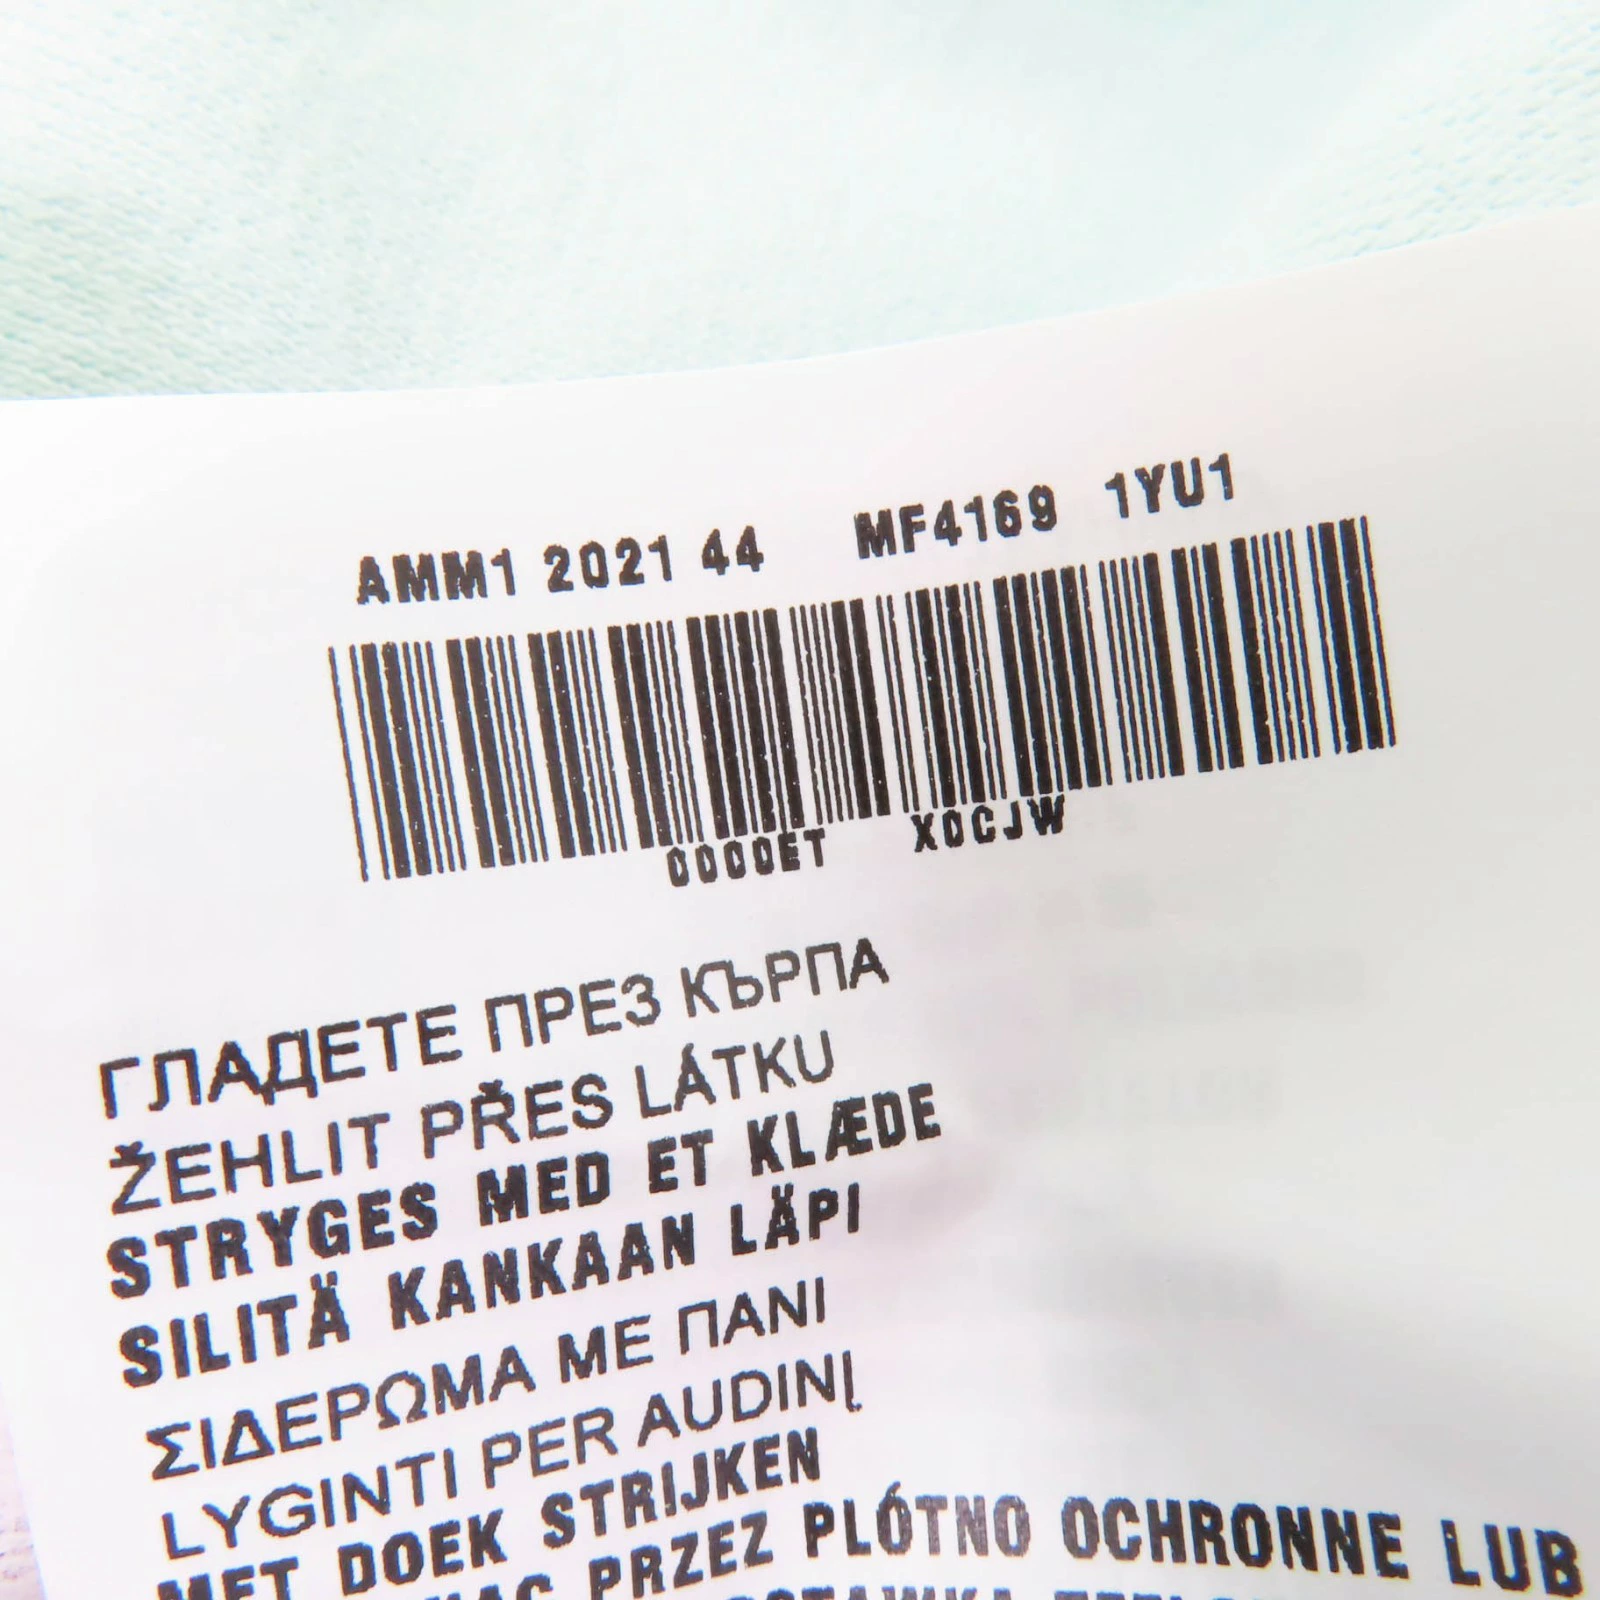 AMM1 2021 44 MF4169 1YU1
0000ET X0CJW
ГЛАДЕТЕ ПРЕЗ КЪРПА
ŽEHLIT PŘES LÁTKU
STRYGES MED ET KLÆDE
SILITÄ KANKAAN LÄPI
ΣΙΔΕΡΩΜΑ ΜΕ ΠΑΝΙ
LYGINTI PER AUDINĮ
MET DOEK STRIJKEN
PRZEZ PLÓTNO OCHRONNE LUB